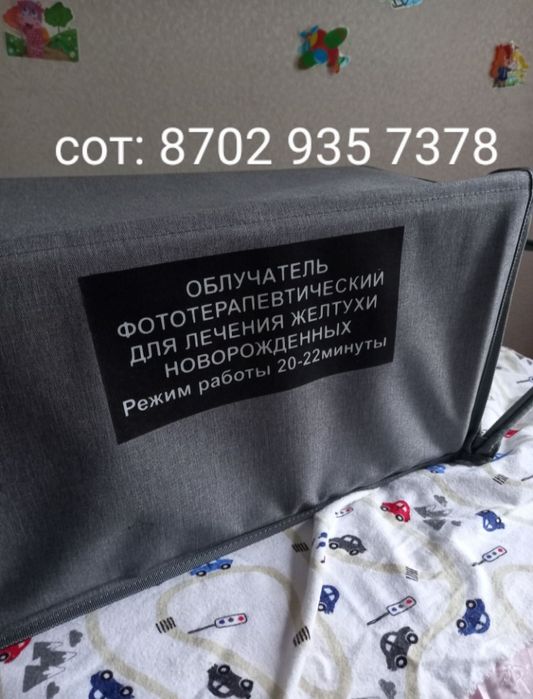 сот: 8702 935 7378
ОБЛУЧАТЕЛЬ
ФОТОТЕРАПЕВТИЧЕСКИЙ
ДЛЯ ЛЕЧЕНИЯ ЖЕЛТУХИ
НОВОРОЖДЕННЫХ
Режим работы 20-22минуты